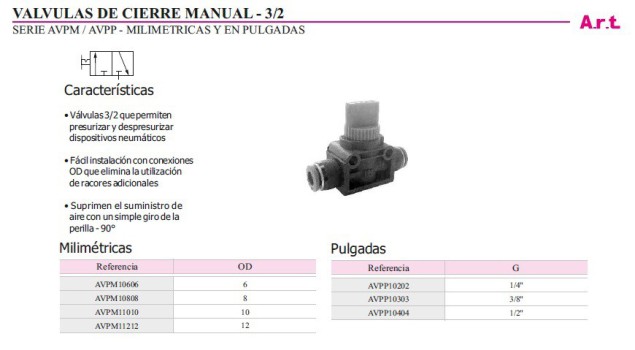 VALVULAS DE CIERRE MANUAL - 3/2
SERIE AVPM / AVPP - MILIMETRICAS Y EN PULGADAS
A.r.t.
Características
• Válvulas 3/2 que permiten
presurizar y despresurizar
dispositivos neumáticos
• Fácil instalación con conexiones
OD que elimina la utilización
de racores adicionales
• Suprimen el suministro de
aire con un simple giro de la
perilla - 90°
Milimétricas
Referencia OD
AVPM10606 6
AVPM10808 8
AVPM11010 10
AVPM11212 12
Pulgadas
Referencia G
AVPP10202 1/4"
AVPP10303 3/8"
AVPP10404 1/2"